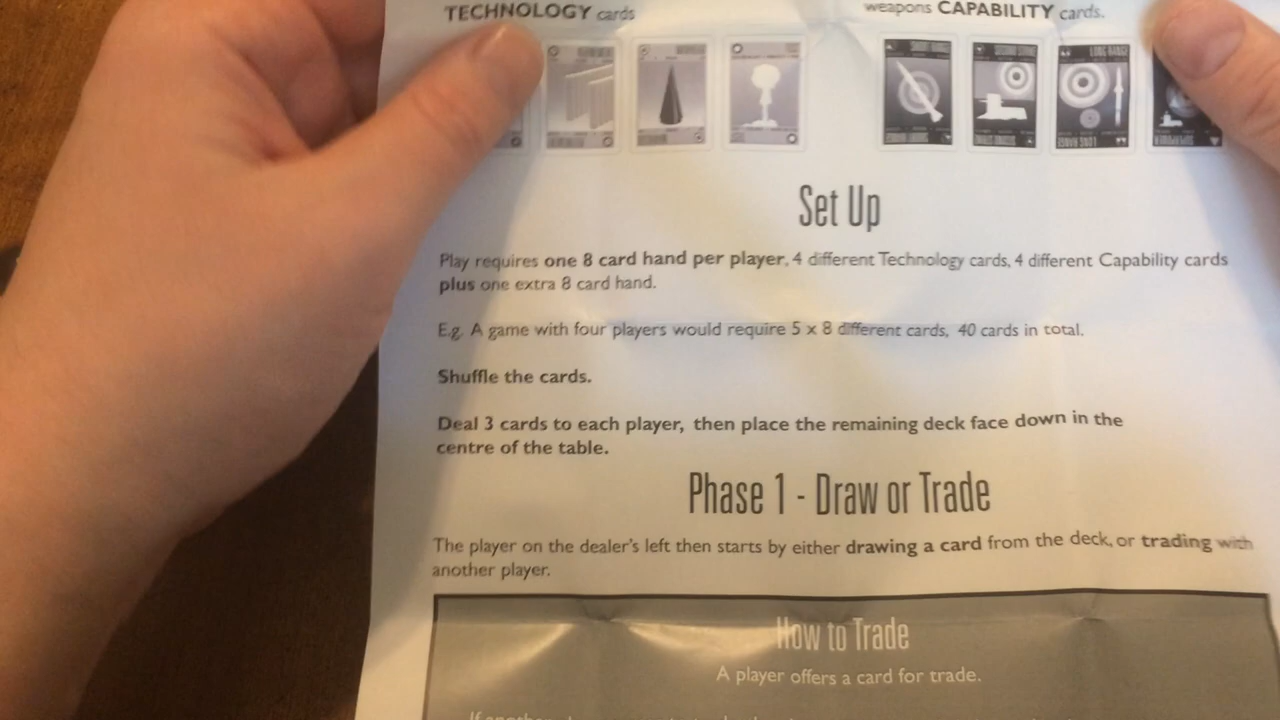 TECHNOLOGY cards
weapons CAPABILITY cards.
LONG RANGE
Set Up
Play requires one 8 card hand per player, 4 different Technology cards, 4 different Capability cards
plus one extra 8 card hand.
E.g. A game with four players would require 5 x 8 different cards, 40 cards in total.
Shuffle the cards.
Deal 3 cards to each player, then place the remaining deck face down in the
centre of the table.
Phase 1 - Draw or Trade
The player on the dealer's left then starts by either drawing a card from the deck, or trading with
another player.
How to Trade
A player offers a card for trade.
If another